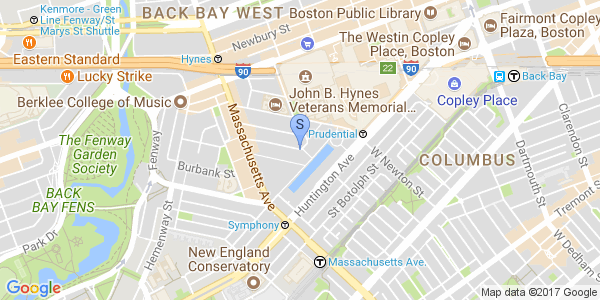 Kenmore - Green
Line Fenway/St
Marys St Shuttle
BACK BAY WEST
Boston Public Library
Newbury St
The Westin Copley
Place, Boston
Fairmont Copley
Plaza, Boston
Eastern Standard
Hynes
90
90
Lucky Strike
22
Back Bay
John B. Hynes
Veterans Memorial...
Berklee College of Music
Copley Place
S
Prudential
Massachusetts Ave
The Fenway
Garden
Society
Fenway
Burbank St
W Newton St
COLUMBUS
Clarendon St
Dartmouth St
BACK
BAY FENS
Hemenway St
Huntington Ave
St Botolph St
Tremont S
Park Dr
Symphony
New England
Conservatory
Massachusetts Ave.
W Dedham St
Google
Map data ©2017 Google